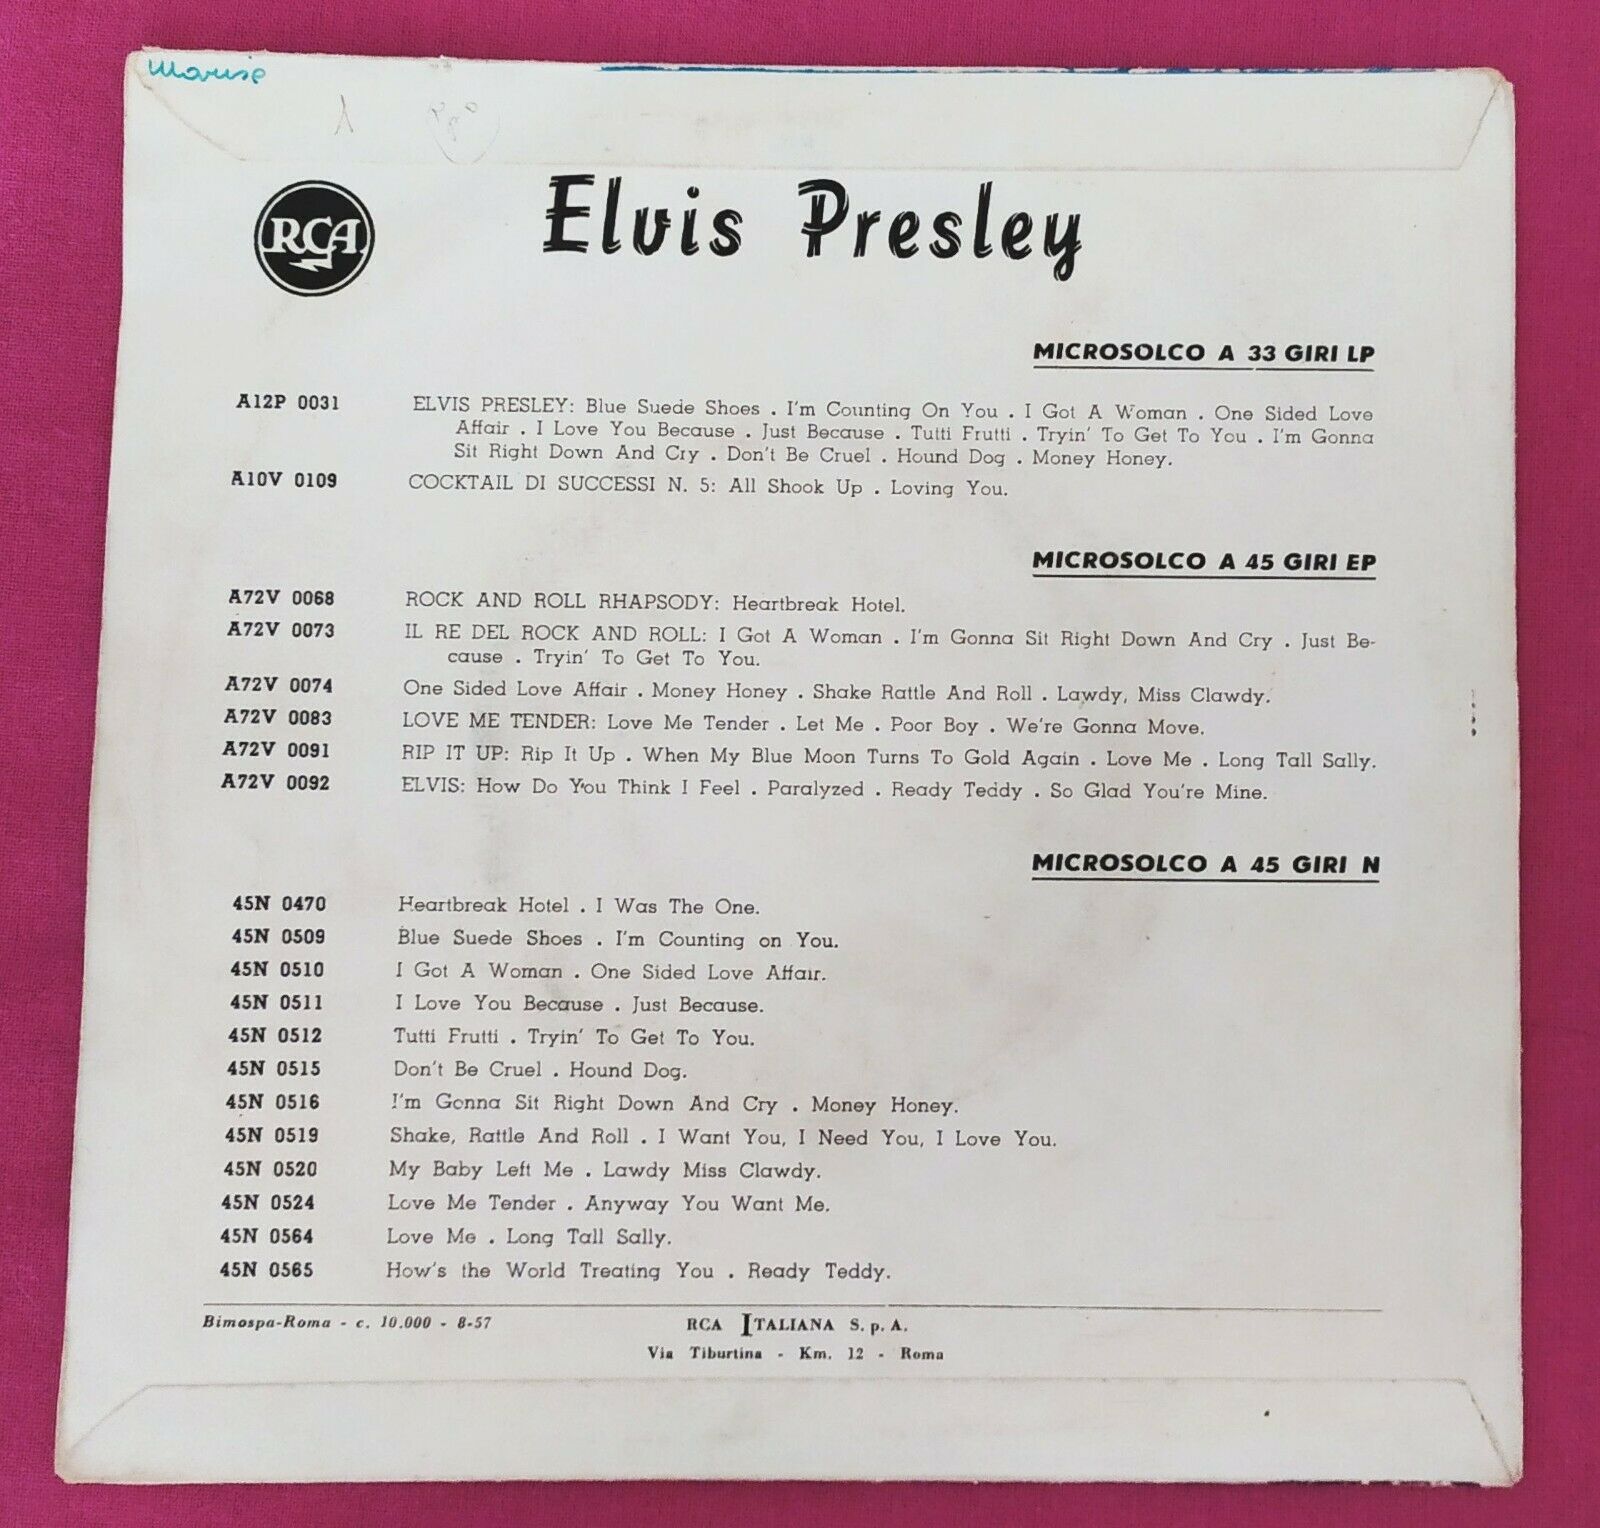 Elvis Presley
RCA
MICROSOLCO A 33 GIRI LP
A12P 0031 ELVIS PRESLEY: Blue Suede Shoes . I'm Counting On You . I Got A Woman . One Sided Love
Affair . I Love You Because . Just Because . Tutti Frutti . Tryin' To Get To You . I'm Gonna
Sit Right Down And Cry . Don't Be Cruel . Hound Dog . Money Honey.
A10V 0109 COCKTAIL DI SUCCESSI N. 5: All Shook Up . Loving You.
MICROSOLCO A 45 GIRI EP
A72V 0068 ROCK AND ROLL RHAPSODY: Heartbreak Hotel.
A72V 0073 IL RE DEL ROCK AND ROLL: I Got A Woman . I'm Gonna Sit Right Down And Cry . Just Be-
cause . Tryin' To Get To You.
A72V 0074 One Sided Love Affair . Money Honey . Shake Rattle And Roll . Lawdy, Miss Clawdy.
A72V 0083 LOVE ME TENDER: Love Me Tender . Let Me . Poor Boy . We're Gonna Move.
A72V 0091 RIP IT UP: Rip It Up . When My Blue Moon Turns To Gold Again . Love Me . Long Tall Sally.
A72V 0092 ELVIS: How Do You Think I Feel . Paralyzed . Ready Teddy . So Glad You're Mine.
MICROSOLCO A 45 GIRI N
45N 0470 Heartbreak Hotel . I Was The One.
45N 0509 Blue Suede Shoes . I'm Counting on You.
45N 0510 I Got A Woman . One Sided Love Affair.
45N 0511 I Love You Because . Just Because.
45N 0512 Tutti Frutti . Tryin' To Get To You.
45N 0515 Don't Be Cruel . Hound Dog.
45N 0516 I'm Gonna Sit Right Down And Cry . Money Honey.
45N 0519 Shake, Rattle And Roll . I Want You, I Need You, I Love You.
45N 0520 My Baby Left Me . Lawdy Miss Clawdy.
45N 0524 Love Me Tender . Anyway You Want Me.
45N 0564 Love Me . Long Tall Sally.
45N 0565 How's the World Treating You . Ready Teddy.
Bimospa-Roma - c. 10.000 - 8-57 RCA ITALIANA S. p. A.
Via Tiburtina - Km. 12 - Roma